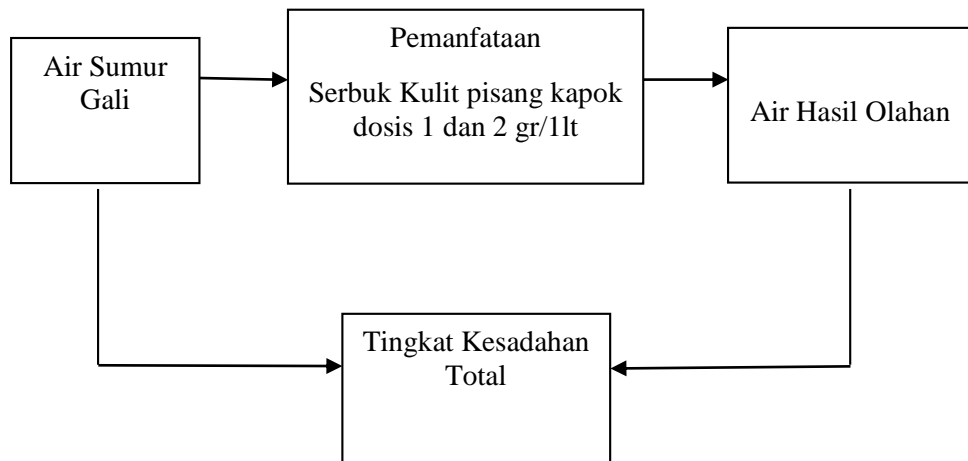 Air Sumur
Gali
Pemanfataan
Serbuk Kulit pisang kapok
dosis 1 dan 2 gr/1lt
Air Hasil Olahan
Tingkat Kesadahan
Total